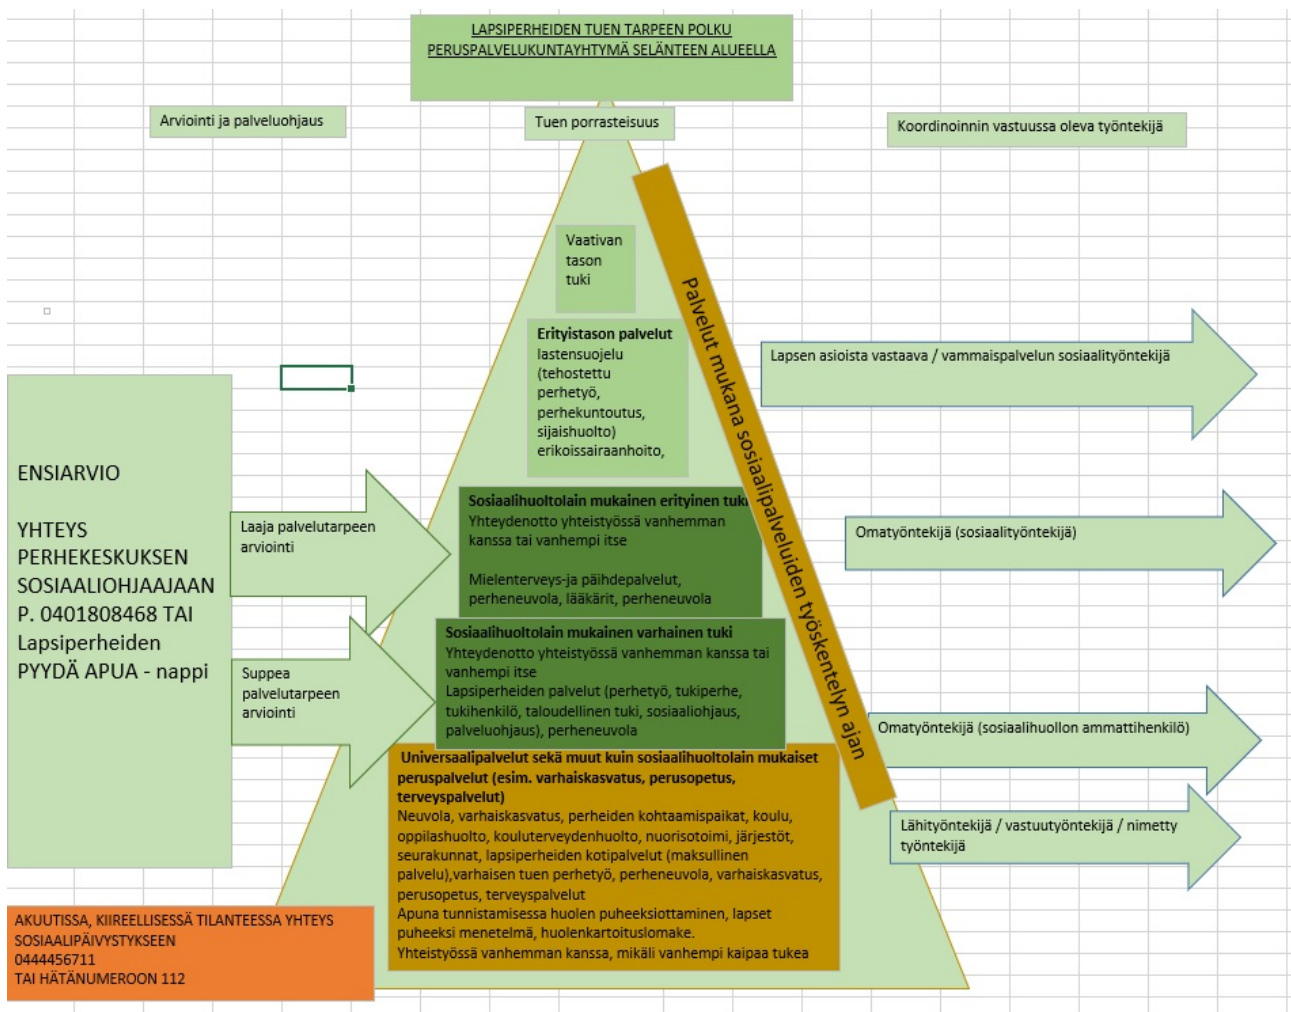 LAPSIPERHEIDEN TUEN TARPEEN POLKU
PERUSPALVELUKUNTAYHTYMÄ SELÄNTEEN ALUEELLA
Arviointi ja palveluohjaus
Tuen porrasteisuus
Koordinoinnin vastuussa oleva työntekijä
Vaativan
tason
tuki
Erityistason palvelut
lastensuojelu
(tehostettu
perhetyö,
perhekuntoutus,
sijaishuolto)
erikoissairaanhoito,
Palvelut mukana sosiaalipalveluiden työskentelyn ajan
Lapsen asioista vastaava / vammaispalvelun sosiaalityöntekijä
ENSIARVIO
YHTEYS
PERHEKESKUKSEN
SOSIAALIOHJAAJAAN
P. 0401808468 TAI
Lapsiperheiden
PYYDÄ APUA - nappi
Laaja palvelutarpeen
arviointi
Sosiaalihuoltolain mukainen erityinen tuki
Yhteydenotto yhteistyössä vanhemman
kanssa tai vanhempi itse
Mielenterveys-ja päihdepalvelut,
perheneuvola, lääkärit, perheneuvola
Omatyöntekijä (sosiaalityöntekijä)
Suppea
palvelutarpeen
arviointi
Sosiaalihuoltolain mukainen varhainen tuki
Yhteydenotto yhteistyössä vanhemman kanssa tai
vanhempi itse
Lapsiperheiden palvelut (perhetyö, tukiperhe,
tukihenkilö, taloudellinen tuki, sosiaaliohjaus,
palveluohjaus), perheneuvola
Omatyöntekijä (sosiaalihuollon ammattihenkilö)
Universaalipalvelut sekä muut kuin sosiaalihuoltolain mukaiset
peruspalvelut (esim. varhaiskasvatus, perusopetus,
terveyspalvelut)
Neuvola, varhaiskasvatus, perheiden kohtaamispaikat, koulu,
oppilashuolto, kouluterveydenhuolto, nuorisotoimi, järjestöt,
seurakunnat, lapsiperheiden kotipalvelut (maksullinen
palvelu),varhaisen tuen perhetyö, perheneuvola, varhaiskasvatus,
perusopetus, terveyspalvelut
Apuna tunnistamisessa huolen puheeksiottaminen, lapset
puheeksi menetelmä, huolenkartoituslomake.
Yhteistyössä vanhemman kanssa, mikäli vanhempi kaipaa tukea
Lähityöntekijä / vastuutyöntekijä / nimetty
työntekijä
AKUUTISSA, KIIREELLISESSÄ TILANTEESSA YHTEYS
SOSIAALIPÄIVYSTYKSEEN
0444456711
TAI HÄTÄNUMEROON 112